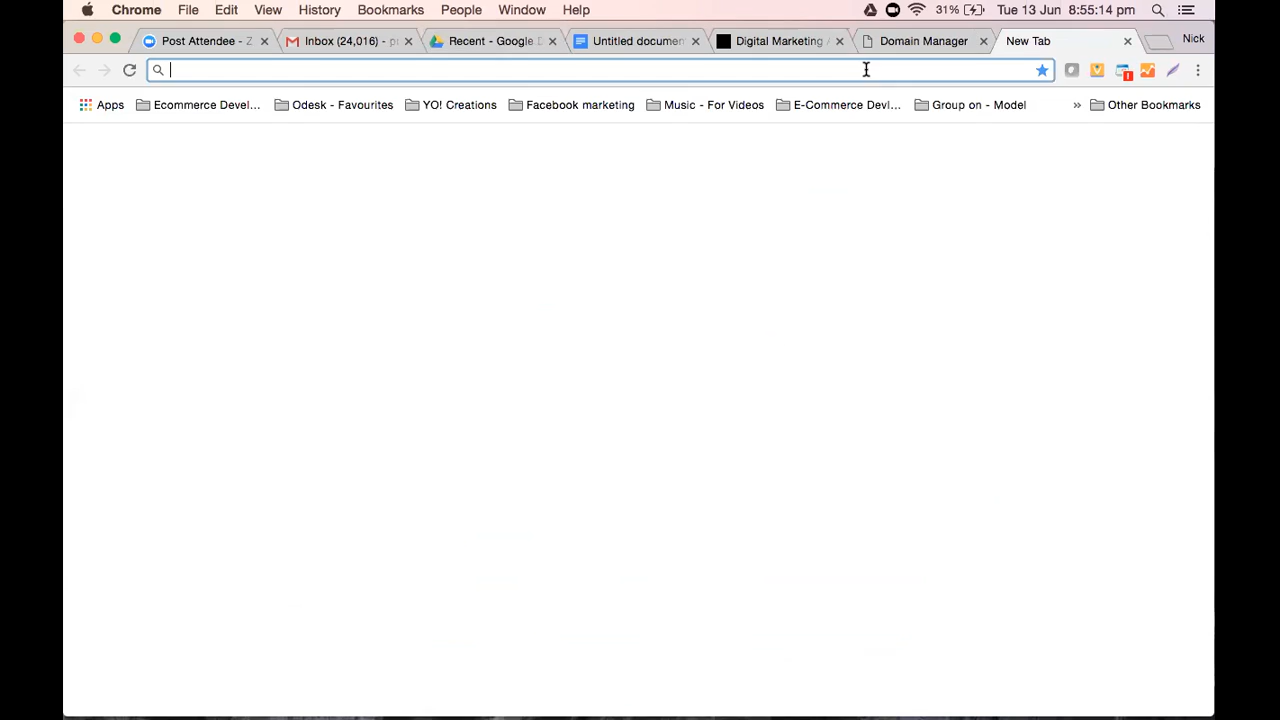 Chrome File Edit View History Bookmarks People Window Help 31% Tue 13 Jun 8:55:14 pm
Post Attendee - Z Inbox (24,016) - p Recent - Google D Untitled documen Digital Marketing / Domain Manager New Tab Nick
Apps Ecommerce Devel... Odesk - Favourites YO! Creations Facebook marketing Music - For Videos E-Commerce Devl... Group on - Model » Other Bookmarks